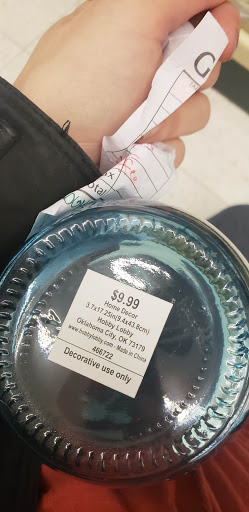 G
$9.99
Home Decor
3.7x17.25in(9.4x43.8cm)
Hobby Lobby
Oklahoma City, OK 73179
www.hobbylobby.com - Made in China
466722
Decorative use only